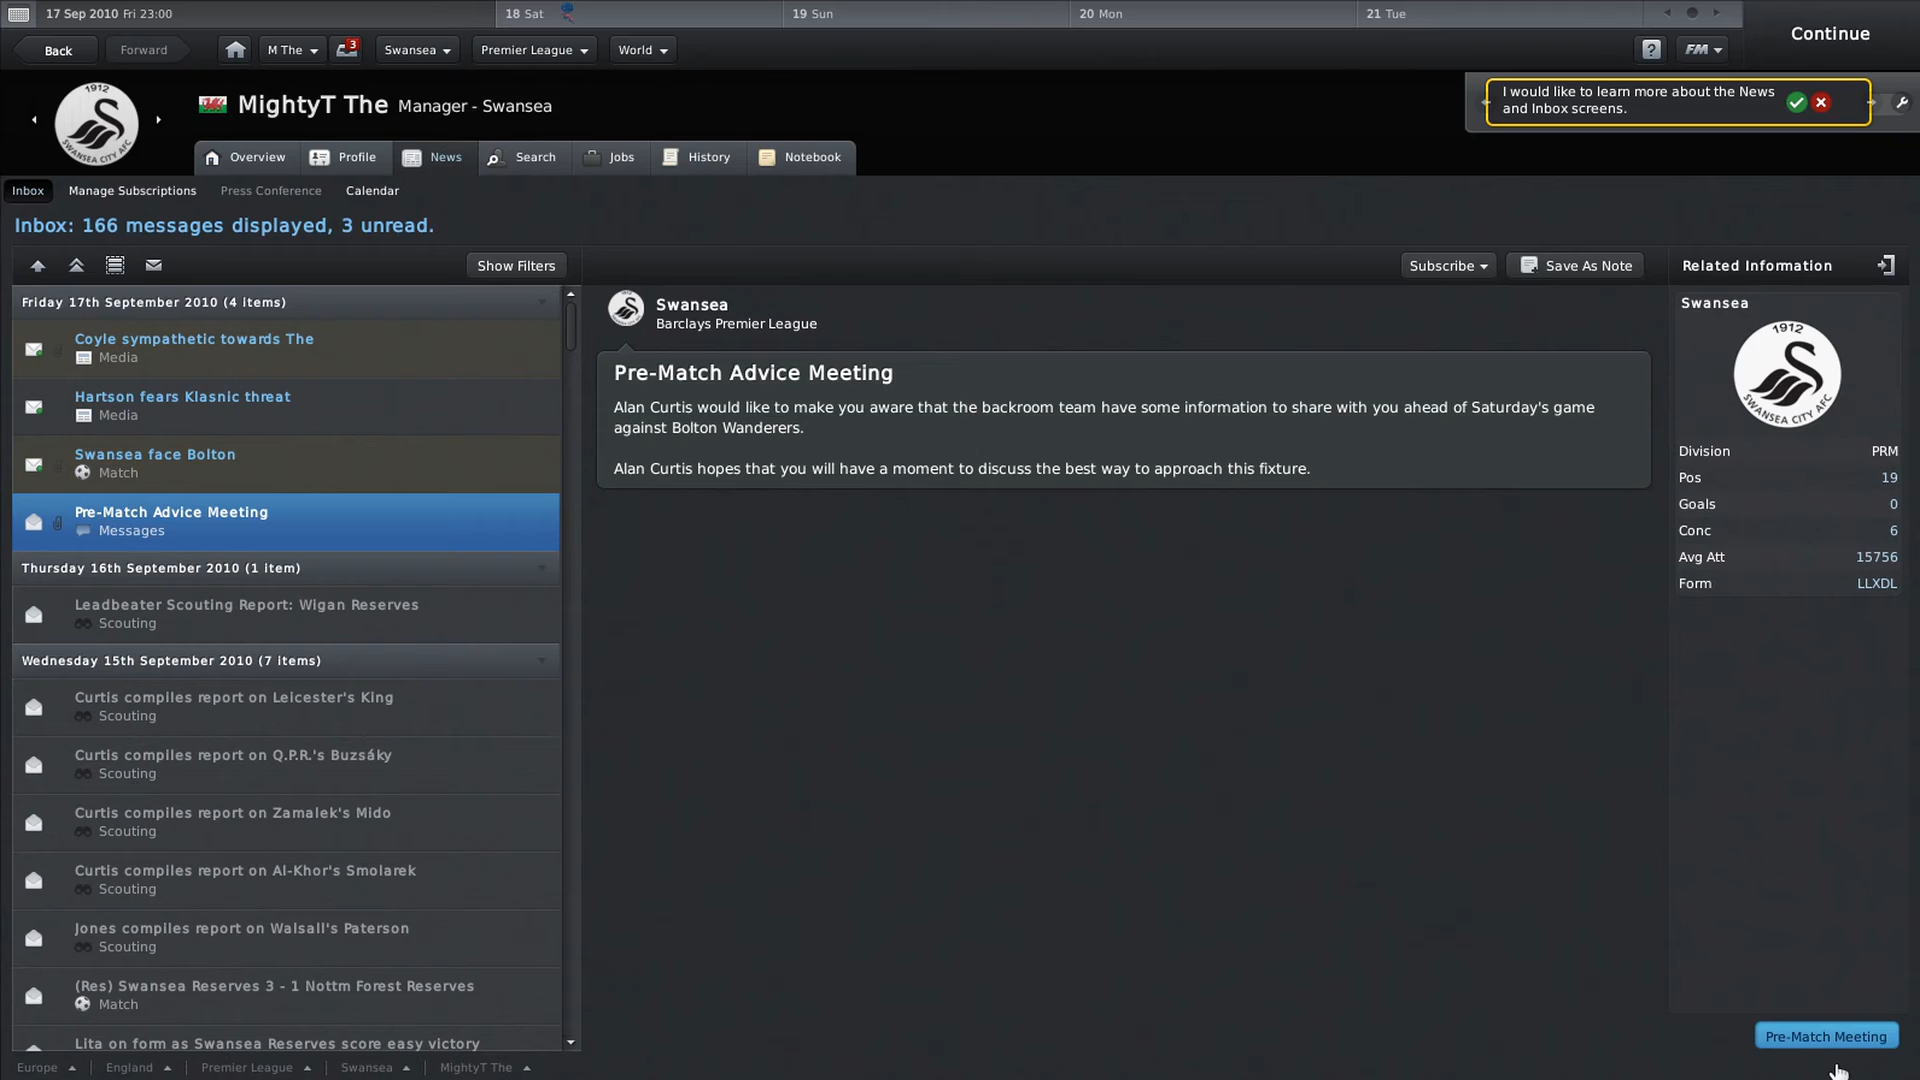 17 Sep 2010 Fri 23:00
18 Sat
19 Sun
20 Mon
21 Tue
Continue
Back
Forward
M The
3
Swansea
Premier League
World
?
FM
1912
SWANSEA CITY AFC
MightyT The Manager - Swansea
I would like to learn more about the News
and Inbox screens.
Overview
Profile
News
Search
Jobs
History
Notebook
Inbox
Manage Subscriptions
Press Conference
Calendar
Inbox: 166 messages displayed, 3 unread.
Show Filters
Friday 17th September 2010 (4 items)
Coyle sympathetic towards The
Media
Hartson fears Klasnic threat
Media
Swansea face Bolton
Match
Pre-Match Advice Meeting
Messages
Thursday 16th September 2010 (1 item)
Leadbeater Scouting Report: Wigan Reserves
Scouting
Wednesday 15th September 2010 (7 items)
Curtis compiles report on Leicester's King
Scouting
Curtis compiles report on Q.P.R.'s Buzsáky
Scouting
Curtis compiles report on Zamalek's Mido
Scouting
Curtis compiles report on Al-Khor's Smolarek
Scouting
Jones compiles report on Walsall's Paterson
Scouting
(Res) Swansea Reserves 3 - 1 Nottm Forest Reserves
Match
Lita on form as Swansea Reserves score easy victory
Subscribe
Save As Note
Swansea
Barclays Premier League
Pre-Match Advice Meeting
Alan Curtis would like to make you aware that the backroom team have some information to share with you ahead of Saturday's game
against Bolton Wanderers.
Alan Curtis hopes that you will have a moment to discuss the best way to approach this fixture.
Related Information
Swansea
1912
SWANSEA CITY AFC
Division PRM
Pos 19
Goals 0
Conc 6
Avg Att 15756
Form LLXDL
Pre-Match Meeting
Europe
England
Premier League
Swansea
MightyT The